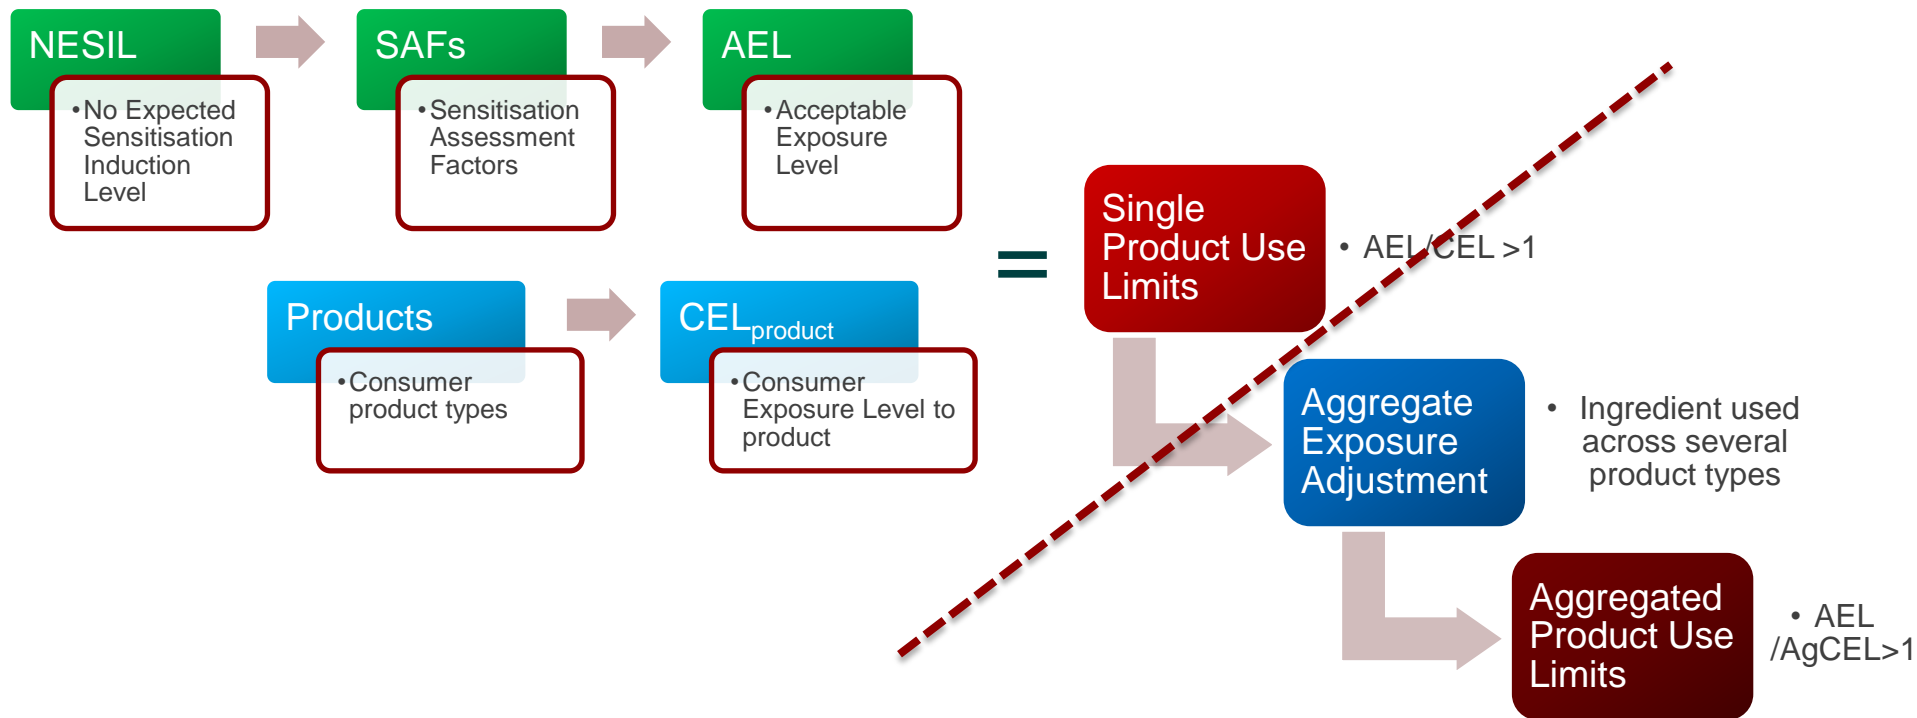 NESIL
• No Expected
Sensitisation
Induction
Level
SAFs
• Sensitisation
Assessment
Factors
AEL
• Acceptable
Exposure
Level
Products
• Consumer
product types
CELproduct
• Consumer
Exposure Level to
product
=
Single
Product Use
Limits
• AEL/CEL >1
Aggregate
Exposure
Adjustment
• Ingredient used
across several
product types
Aggregated
Product Use
Limits
• AEL
/AgCEL>1